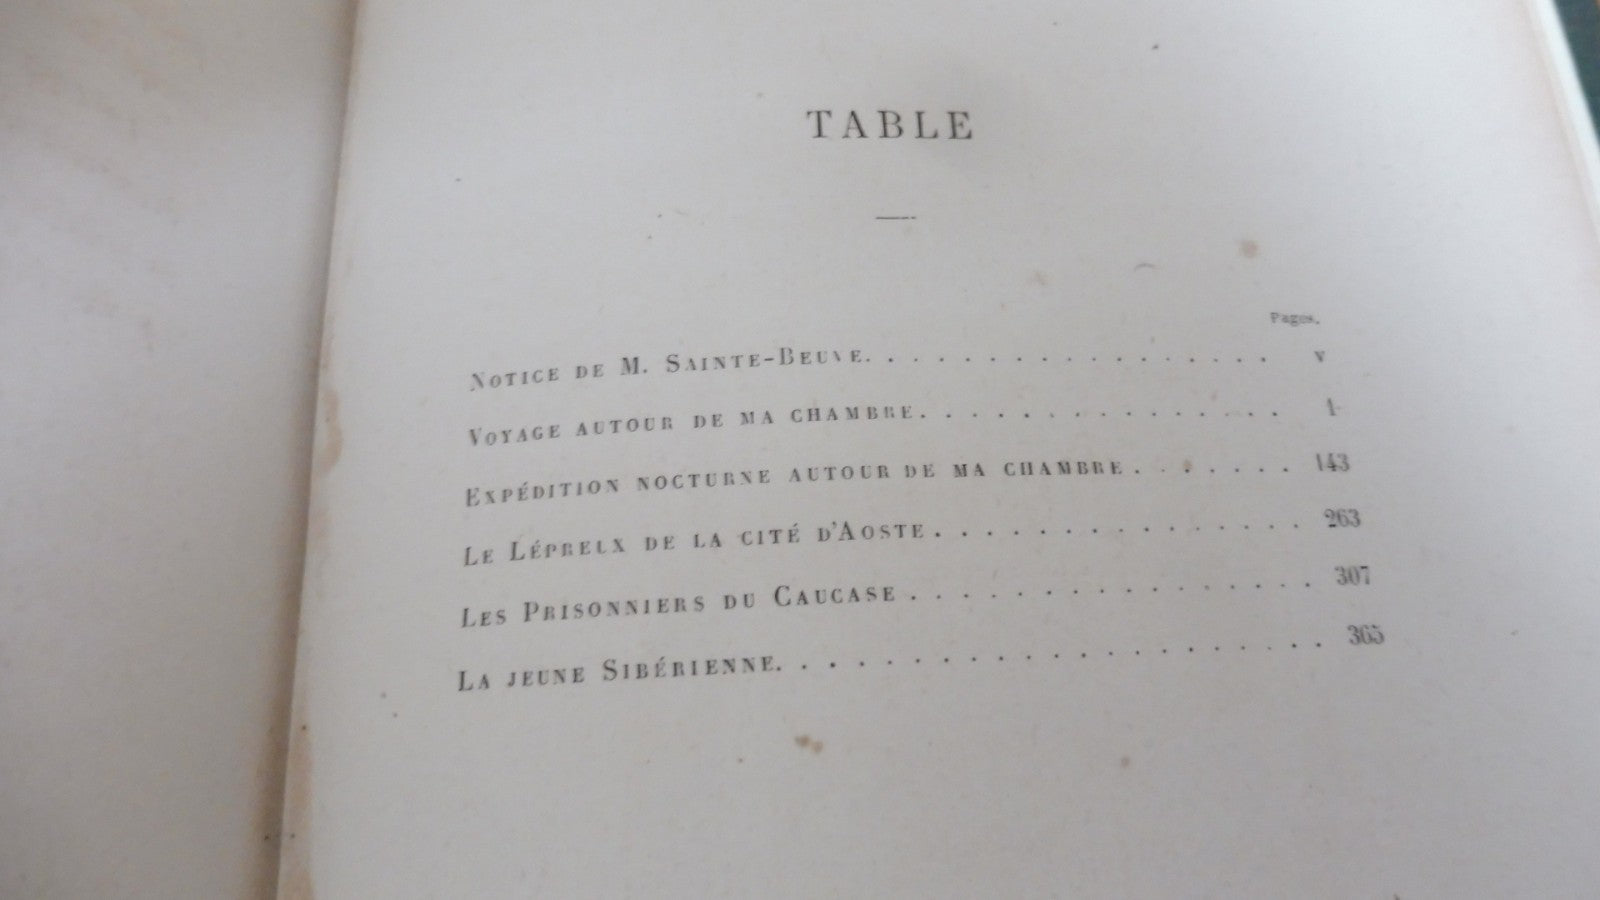 TABLE
Pages.
NOTICE DE M. SAINTE-BEUVE. . . . . . . . . . . . . . . . . V
VOYAGE AUTOUR DE MA CHAMBRE. . . . . . . . . . . . . . . 1
EXPÉDITION NOCTURNE AUTOUR DE MA CHAMBRE . . . . . . . 143
LE LÉPREUX DE LA CITÉ D'AOSTE. . . . . . . . . . . . . . . 263
LES PRISONNIERS DU CAUCASE . . . . . . . . . . . . . . . . 307
LA JEUNE SIBÉRIENNE. . . . . . . . . . . . . . . . . . . . 365